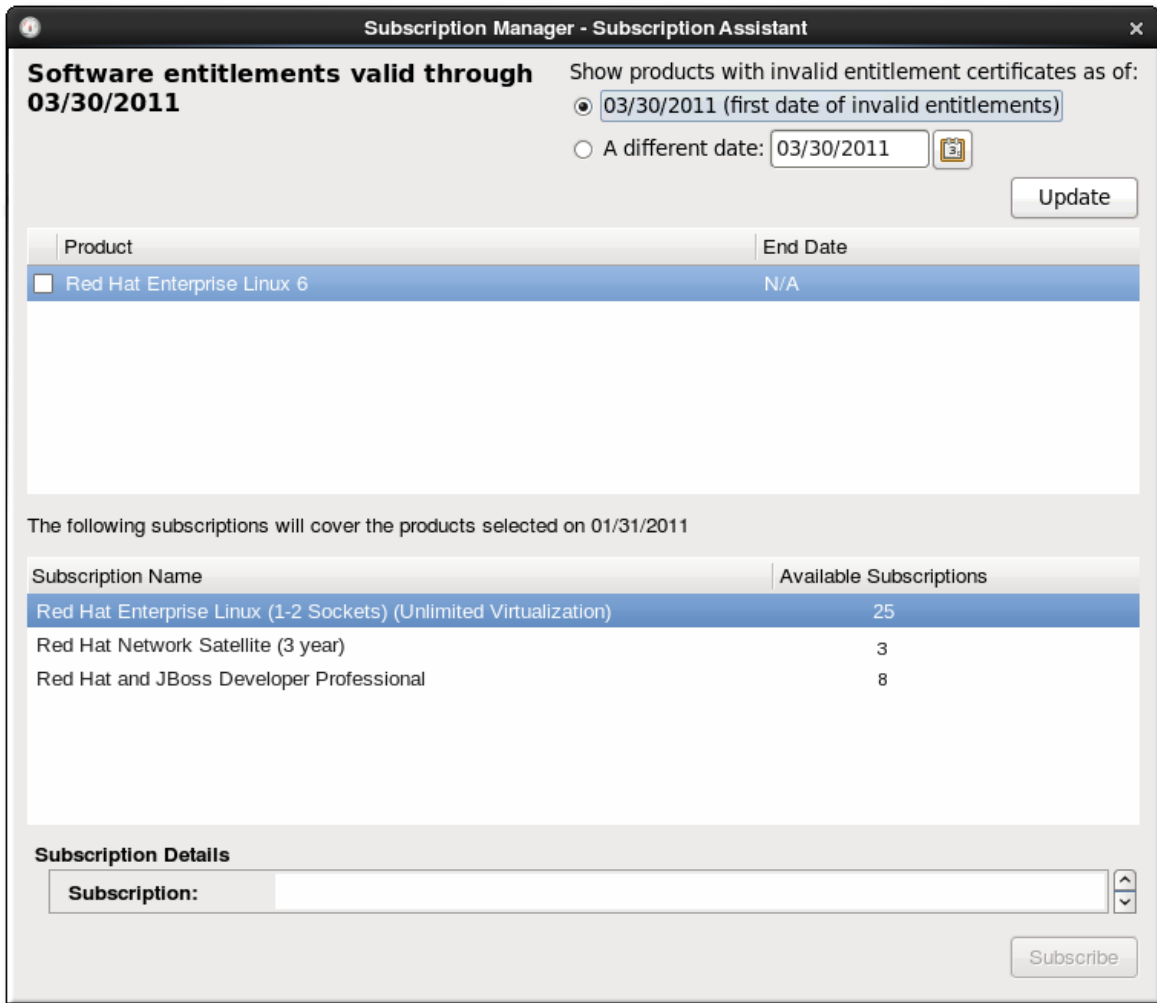 Subscription Manager - Subscription Assistant
Software entitlements valid through
03/30/2011
Show products with invalid entitlement certificates as of:
03/30/2011 (first date of invalid entitlements)
A different date: 03/30/2011
Update
Product End Date
Red Hat Enterprise Linux 6 N/A
The following subscriptions will cover the products selected on 01/31/2011
Subscription Name Available Subscriptions
Red Hat Enterprise Linux (1-2 Sockets) (Unlimited Virtualization) 25
Red Hat Network Satellite (3 year) 3
Red Hat and JBoss Developer Professional 8
Subscription Details
Subscription:
Subscribe